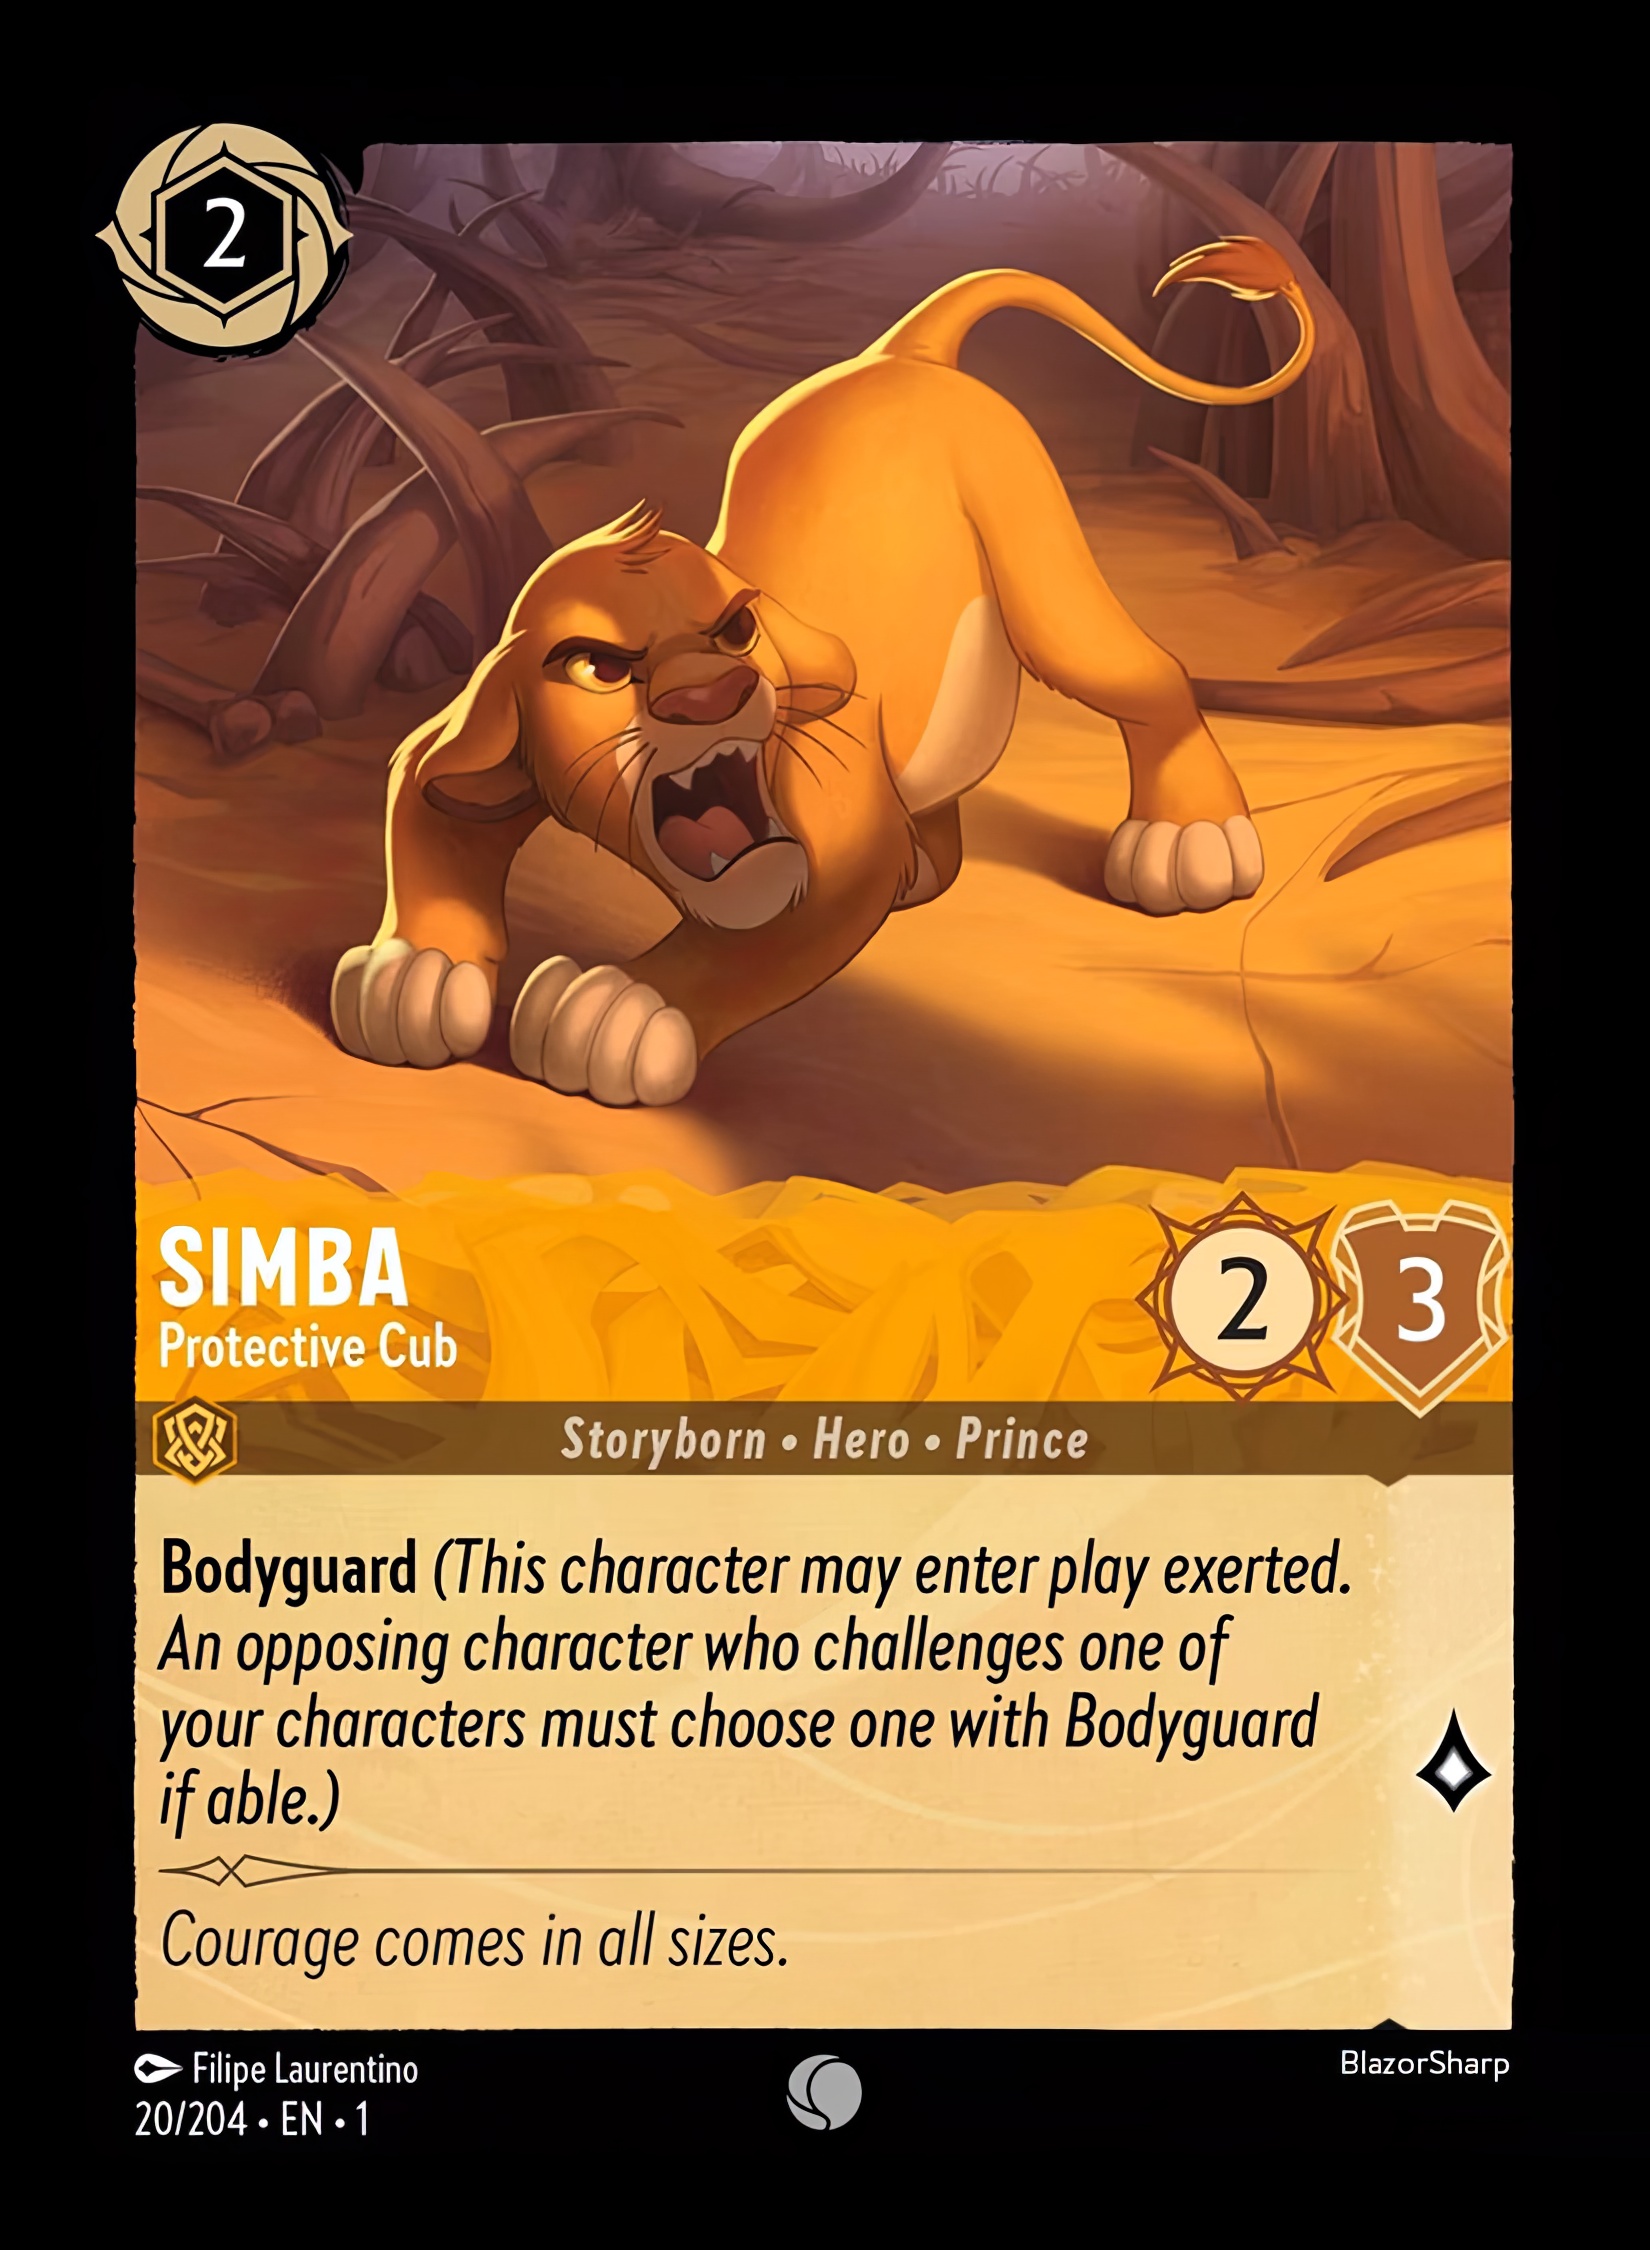 2
SIMBA
Protective Cub
2
3
Storyborn • Hero • Prince
Bodyguard (This character may enter play exerted.
An opposing character who challenges one of
your characters must choose one with Bodyguard
if able.)
Courage comes in all sizes.
Filipe Laurentino
BlazorSharp
20/204 • EN • 1